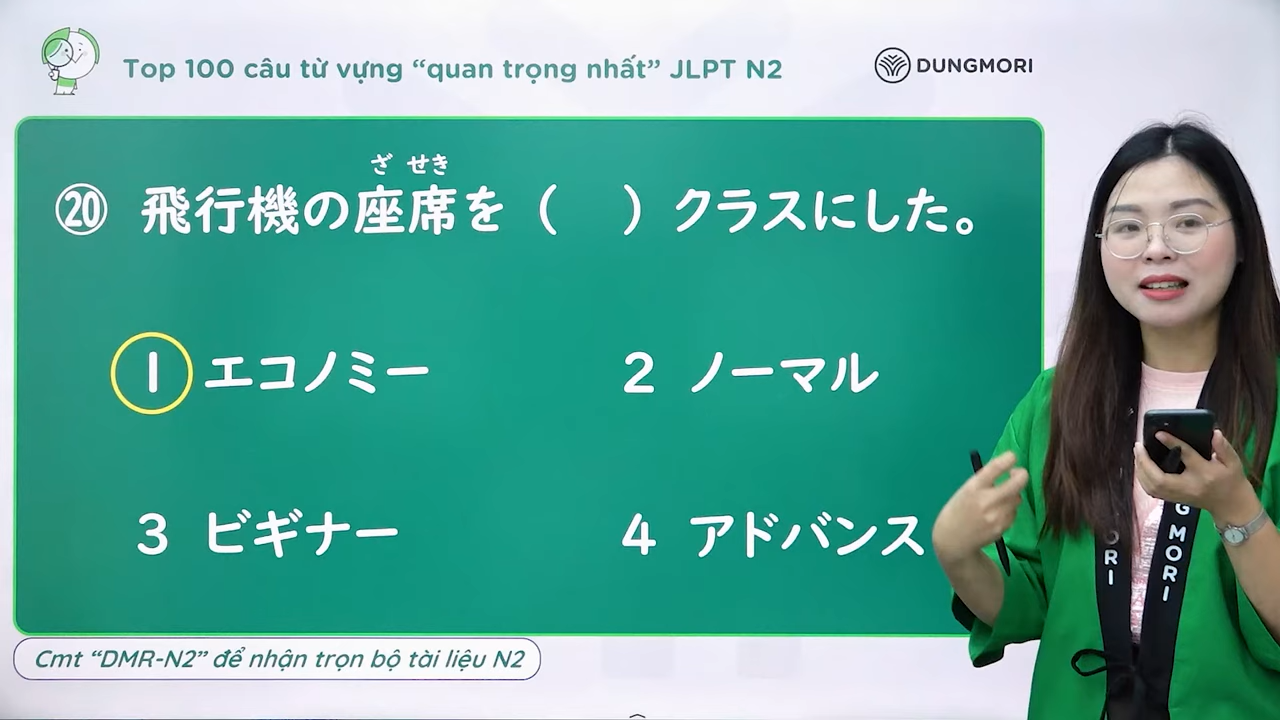 Top 100 câu từ vựng “quan trọng nhất” JLPT N2
DUNGMORI
ざ せき
⑳ 飛行機の座席を（　）クラスにした。
1 エコノミー
2 ノーマル
3 ビギナー
4 アドバンス
ORI
G MORI
Cmt “DMR-N2” để nhận trọn bộ tài liệu N2